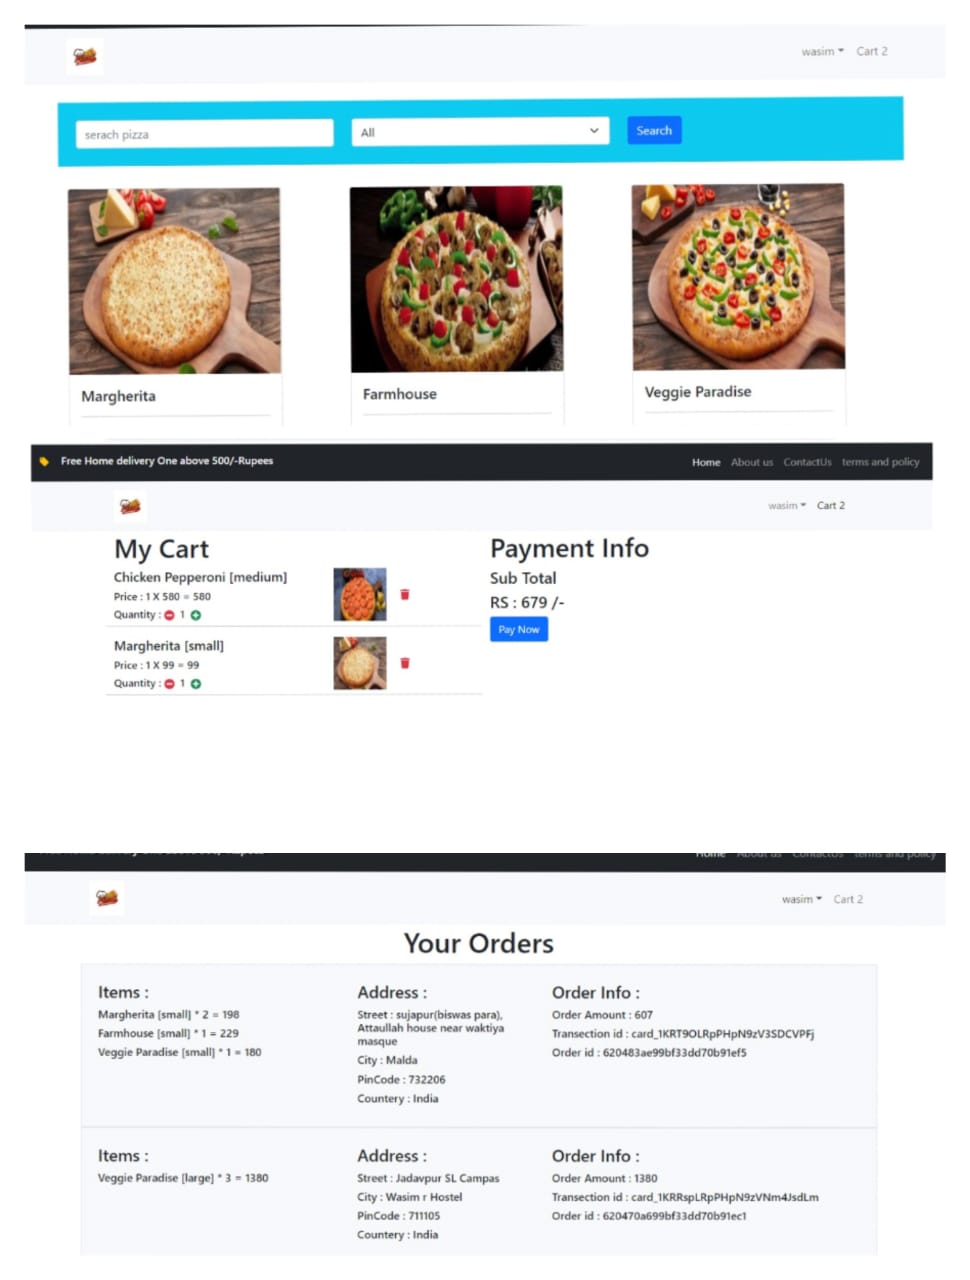 wasim Cart 2
serach pizza
All
Search
Margherita
Farmhouse
Veggie Paradise
Free Home delivery One above 500/-Rupees
Home About us ContactUs terms and policy
wasim Cart 2
My Cart
Chicken Pepperoni [medium]
Price : 1 X 580 = 580
Quantity : 1
Margherita [small]
Price : 1 X 99 = 99
Quantity : 1
Payment Info
Sub Total
RS : 679 /-
Pay Now
Home About us ContactUs terms and policy
wasim Cart 2
Your Orders
Items :
Margherita [small] * 2 = 198
Farmhouse [small] * 1 = 229
Veggie Paradise [small] * 1 = 180
Address :
Street : sujapur(biswas para),
Attaullah house near waktiya
masque
City : Malda
PinCode : 732206
Countery : India
Order Info :
Order Amount : 607
Transection id : card_1KRT9OLRpPHpN9zV3SDCVPFj
Order id : 620483ae99bf33dd70b91ef5
Items :
Veggie Paradise [large] * 3 = 1380
Address :
Street : Jadavpur SL Campas
City : Wasim r Hostel
PinCode : 711105
Countery : India
Order Info :
Order Amount : 1380
Transection id : card_1KRRspLRpPHpN9zVNm4JsdLm
Order id : 620470a699bf33dd70b91ec1